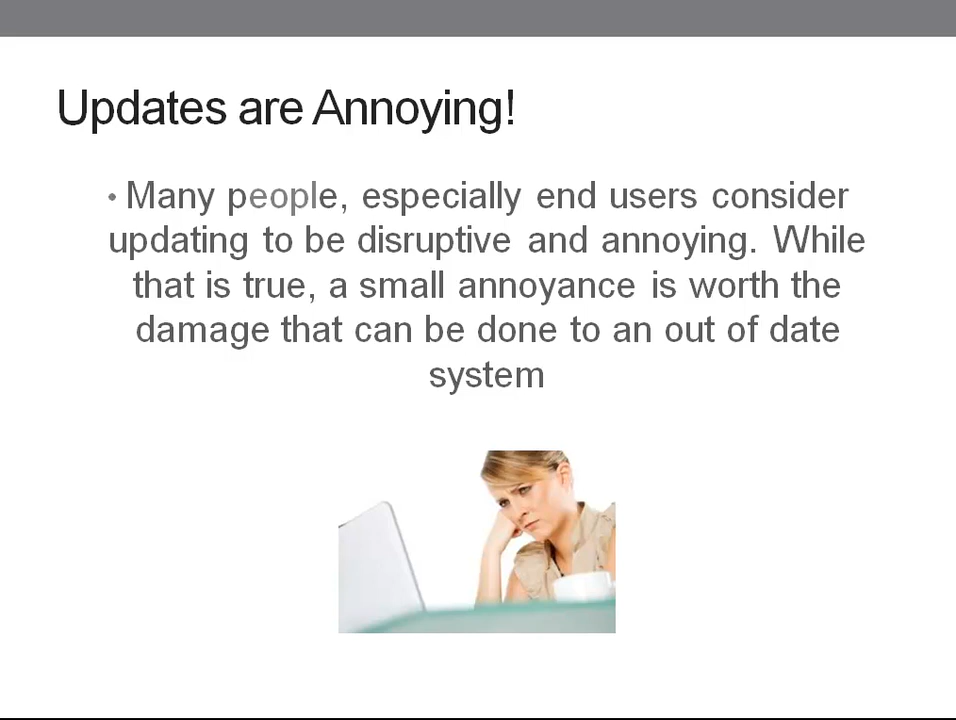 Updates are Annoying!
• Many people, especially end users consider
updating to be disruptive and annoying. While
that is true, a small annoyance is worth the
damage that can be done to an out of date
system